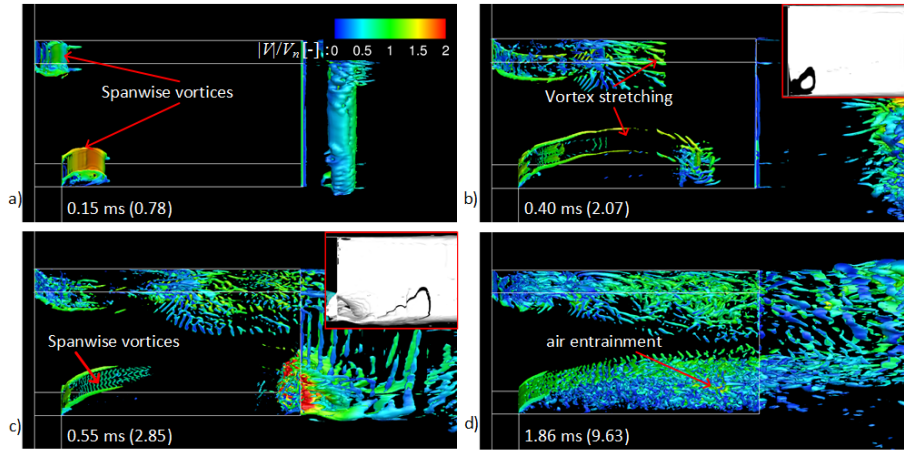 |V|/Vn[-]: 0 0.5 1 1.5 2
Spanwise vortices
a)
0.15 ms (0.78)
Vortex stretching
b)
0.40 ms (2.07)
Spanwise vortices
c)
0.55 ms (2.85)
air entrainment
d)
1.86 ms (9.63)